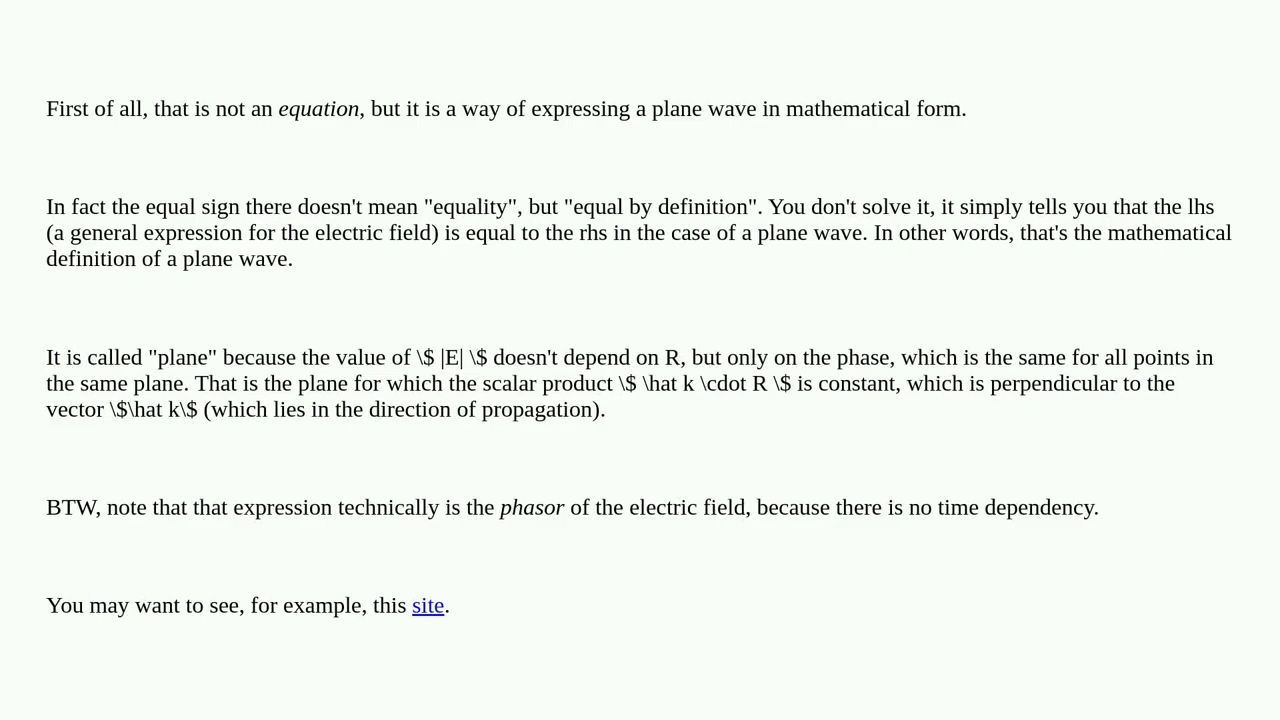 First of all, that is not an equation, but it is a way of expressing a plane wave in mathematical form.
In fact the equal sign there doesn't mean "equality", but "equal by definition". You don't solve it, it simply tells you that the lhs
(a general expression for the electric field) is equal to the rhs in the case of a plane wave. In other words, that's the mathematical
definition of a plane wave.
It is called "plane" because the value of \$ |E| \$ doesn't depend on R, but only on the phase, which is the same for all points in
the same plane. That is the plane for which the scalar product \$ \hat k \cdot R \$ is constant, which is perpendicular to the
vector \$\hat k\$ (which lies in the direction of propagation).
BTW, note that that expression technically is the phasor of the electric field, because there is no time dependency.
You may want to see, for example, this site.